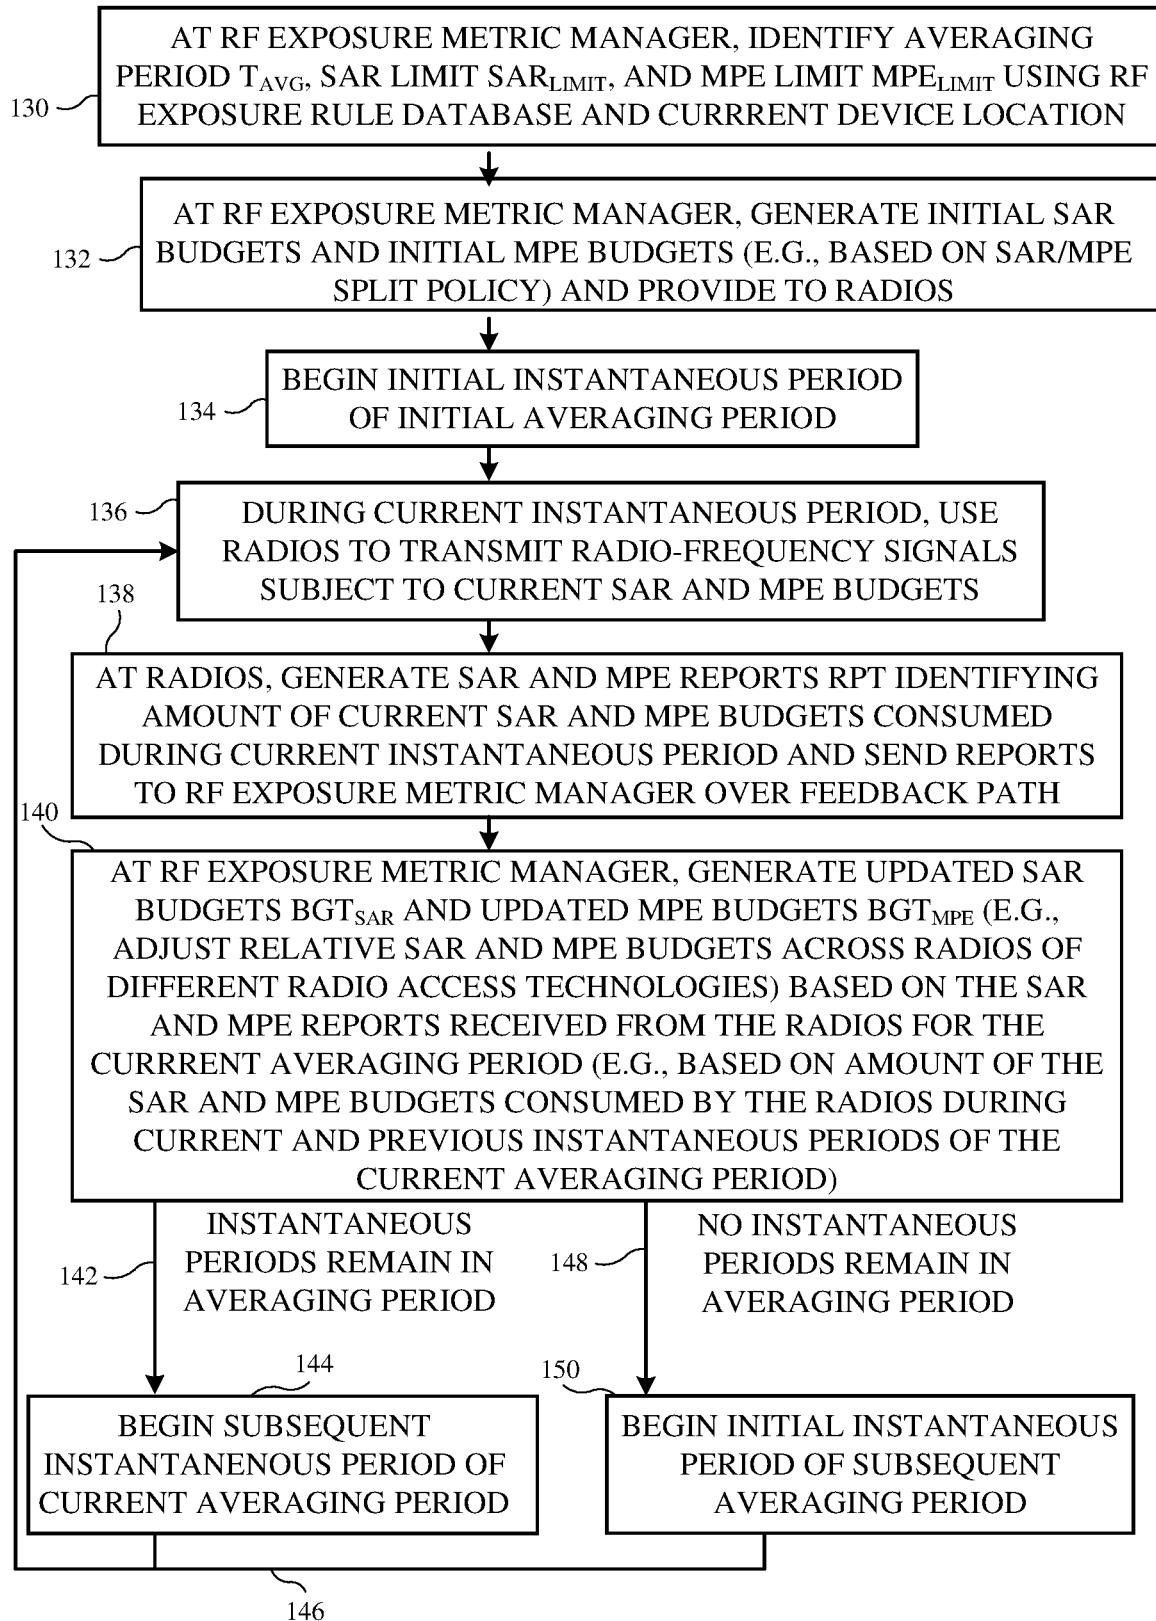 AT RF EXPOSURE METRIC MANAGER, IDENTIFY AVERAGING
PERIOD T_AVG, SAR LIMIT SAR_LIMIT, AND MPE LIMIT MPE_LIMIT USING RF
EXPOSURE RULE DATABASE AND CURRRENT DEVICE LOCATION
130
AT RF EXPOSURE METRIC MANAGER, GENERATE INITIAL SAR
BUDGETS AND INITIAL MPE BUDGETS (E.G., BASED ON SAR/MPE
SPLIT POLICY) AND PROVIDE TO RADIOS
132
BEGIN INITIAL INSTANTANEOUS PERIOD
OF INITIAL AVERAGING PERIOD
134
136
DURING CURRENT INSTANTANEOUS PERIOD, USE
RADIOS TO TRANSMIT RADIO-FREQUENCY SIGNALS
SUBJECT TO CURRENT SAR AND MPE BUDGETS
138
AT RADIOS, GENERATE SAR AND MPE REPORTS RPT IDENTIFYING
AMOUNT OF CURRENT SAR AND MPE BUDGETS CONSUMED
DURING CURRENT INSTANTANEOUS PERIOD AND SEND REPORTS
TO RF EXPOSURE METRIC MANAGER OVER FEEDBACK PATH
140
AT RF EXPOSURE METRIC MANAGER, GENERATE UPDATED SAR
BUDGETS BGT_SAR AND UPDATED MPE BUDGETS BGT_MPE (E.G.,
ADJUST RELATIVE SAR AND MPE BUDGETS ACROSS RADIOS OF
DIFFERENT RADIO ACCESS TECHNOLOGIES) BASED ON THE SAR
AND MPE REPORTS RECEIVED FROM THE RADIOS FOR THE
CURRRENT AVERAGING PERIOD (E.G., BASED ON AMOUNT OF THE
SAR AND MPE BUDGETS CONSUMED BY THE RADIOS DURING
CURRENT AND PREVIOUS INSTANTANEOUS PERIODS OF THE
CURRENT AVERAGING PERIOD)
INSTANTANEOUS
PERIODS REMAIN IN
AVERAGING PERIOD
142
NO INSTANTANEOUS
PERIODS REMAIN IN
AVERAGING PERIOD
148
144
BEGIN SUBSEQUENT
INSTANTANENOUS PERIOD OF
CURRENT AVERAGING PERIOD
150
BEGIN INITIAL INSTANTANEOUS
PERIOD OF SUBSEQUENT
AVERAGING PERIOD
146